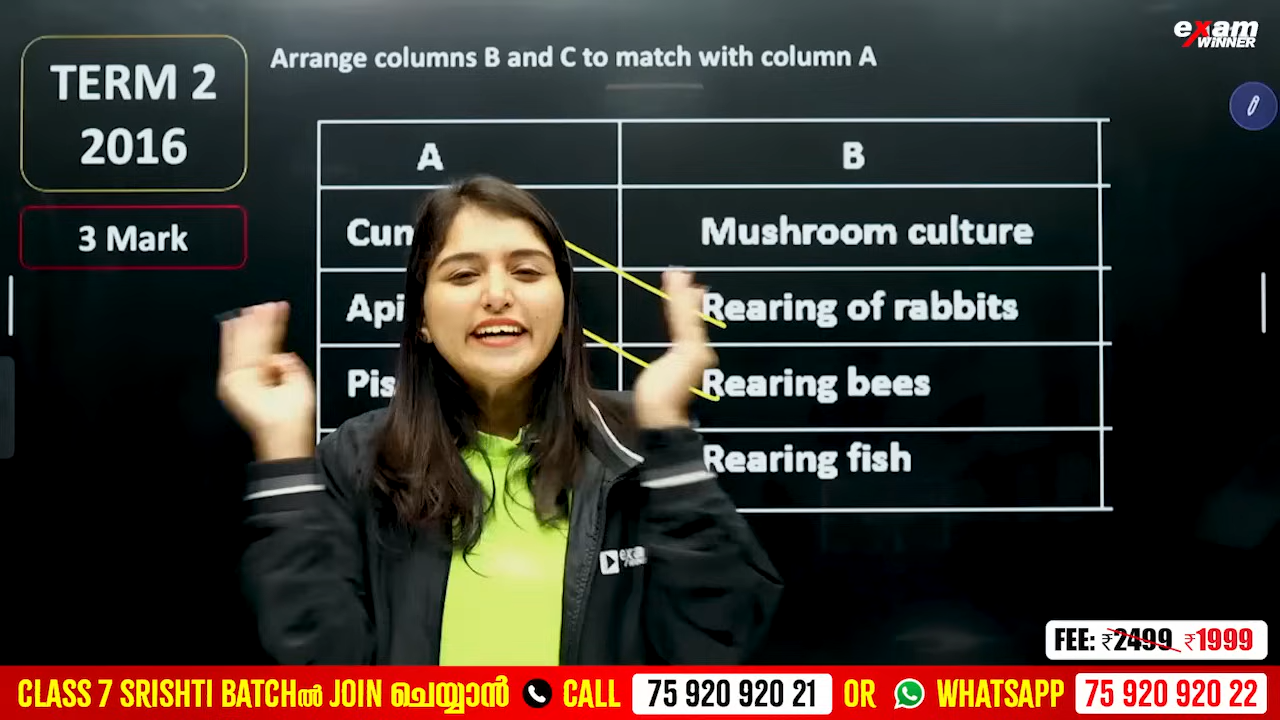 exam
WINNER
TERM 2
2016
3 Mark
Arrange columns B and C to match with column A
A B
Mushroom culture
Rearing of rabbits
Rearing bees
Rearing fish
FEE: ₹2499 ₹1999
CLASS 7 SRISHTI BATCHൽ JOIN ചെയ്യാൻ CALL 75 920 920 21 OR WHATSAPP 75 920 920 22